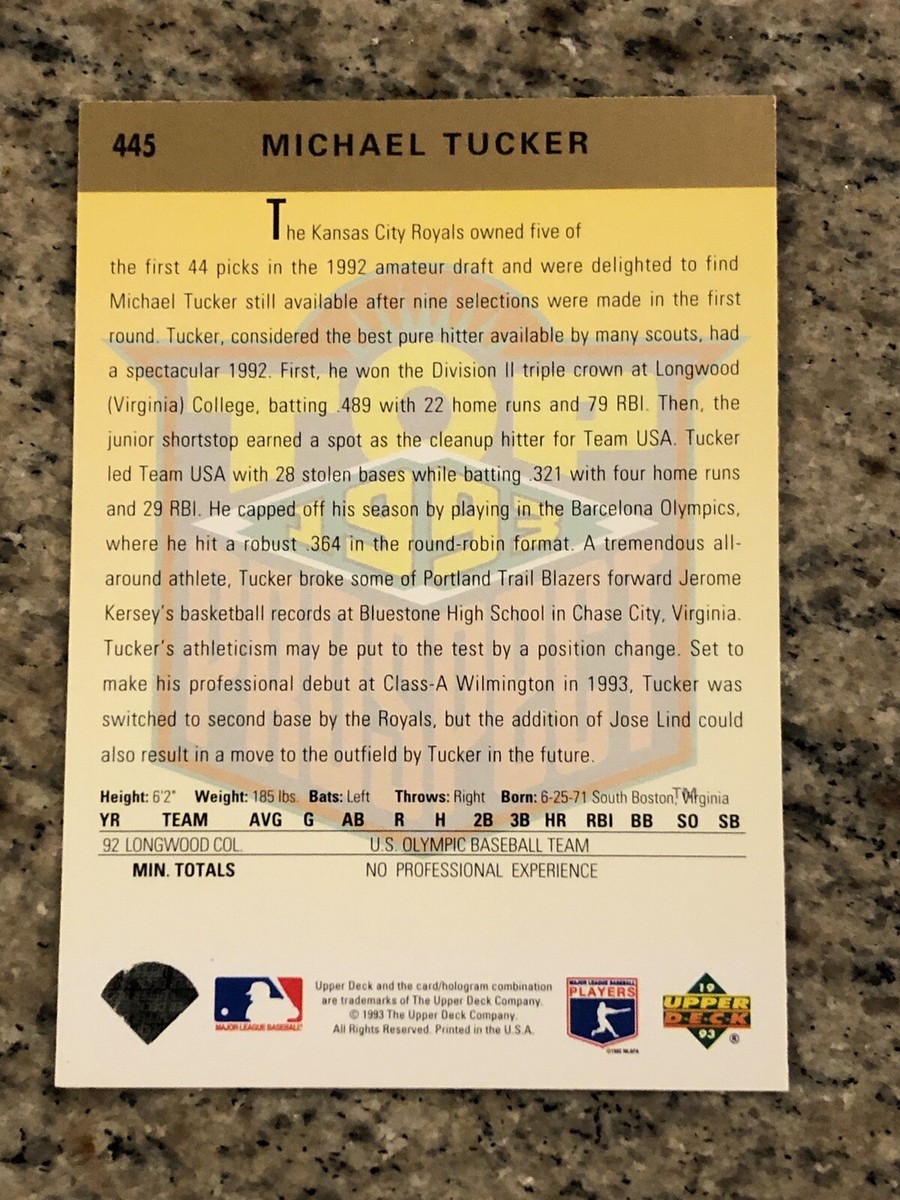 445 MICHAEL TUCKER
The Kansas City Royals owned five of
the first 44 picks in the 1992 amateur draft and were delighted to find
Michael Tucker still available after nine selections were made in the first
round. Tucker, considered the best pure hitter available by many scouts, had
a spectacular 1992. First, he won the Division II triple crown at Longwood
(Virginia) College, batting .489 with 22 home runs and 79 RBI. Then, the
junior shortstop earned a spot as the cleanup hitter for Team USA. Tucker
led Team USA with 28 stolen bases while batting .321 with four home runs
and 29 RBI. He capped off his season by playing in the Barcelona Olympics,
where he hit a robust .364 in the round-robin format. A tremendous all-
around athlete, Tucker broke some of Portland Trail Blazers forward Jerome
Kersey's basketball records at Bluestone High School in Chase City, Virginia.
Tucker's athleticism may be put to the test by a position change. Set to
make his professional debut at Class-A Wilmington in 1993, Tucker was
switched to second base by the Royals, but the addition of Jose Lind could
also result in a move to the outfield by Tucker in the future.
TOP
1993
PROSPECT
TM
Height: 6'2" Weight: 185 lbs. Bats: Left Throws: Right Born: 6-25-71 South Boston, Virginia
YR TEAM AVG G AB R H 2B 3B HR RBI BB SO SB
92 LONGWOOD COL. U.S. OLYMPIC BASEBALL TEAM
MIN. TOTALS NO PROFESSIONAL EXPERIENCE
MAJOR LEAGUE BASEBALL
Upper Deck and the card/hologram combination
are trademarks of The Upper Deck Company.
© 1993 The Upper Deck Company.
All Rights Reserved. Printed in the U.S.A.
MAJOR LEAGUE BASEBALL
PLAYERS
19
UPPER
DECK
93
®